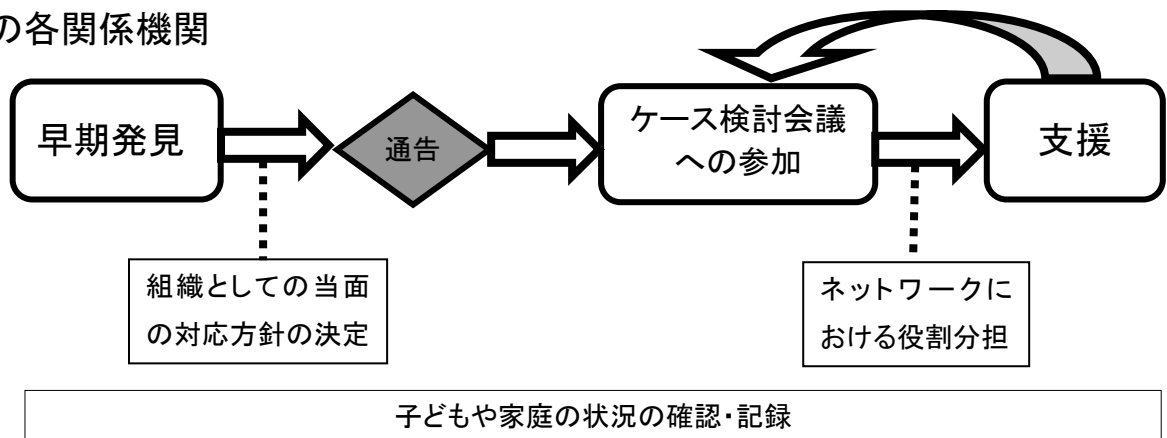 の各関係機関
早期発見
通告
ケース検討会議
への参加
支援
組織としての当面
の対応方針の決定
ネットワークに
おける役割分担
子どもや家庭の状況の確認・記録